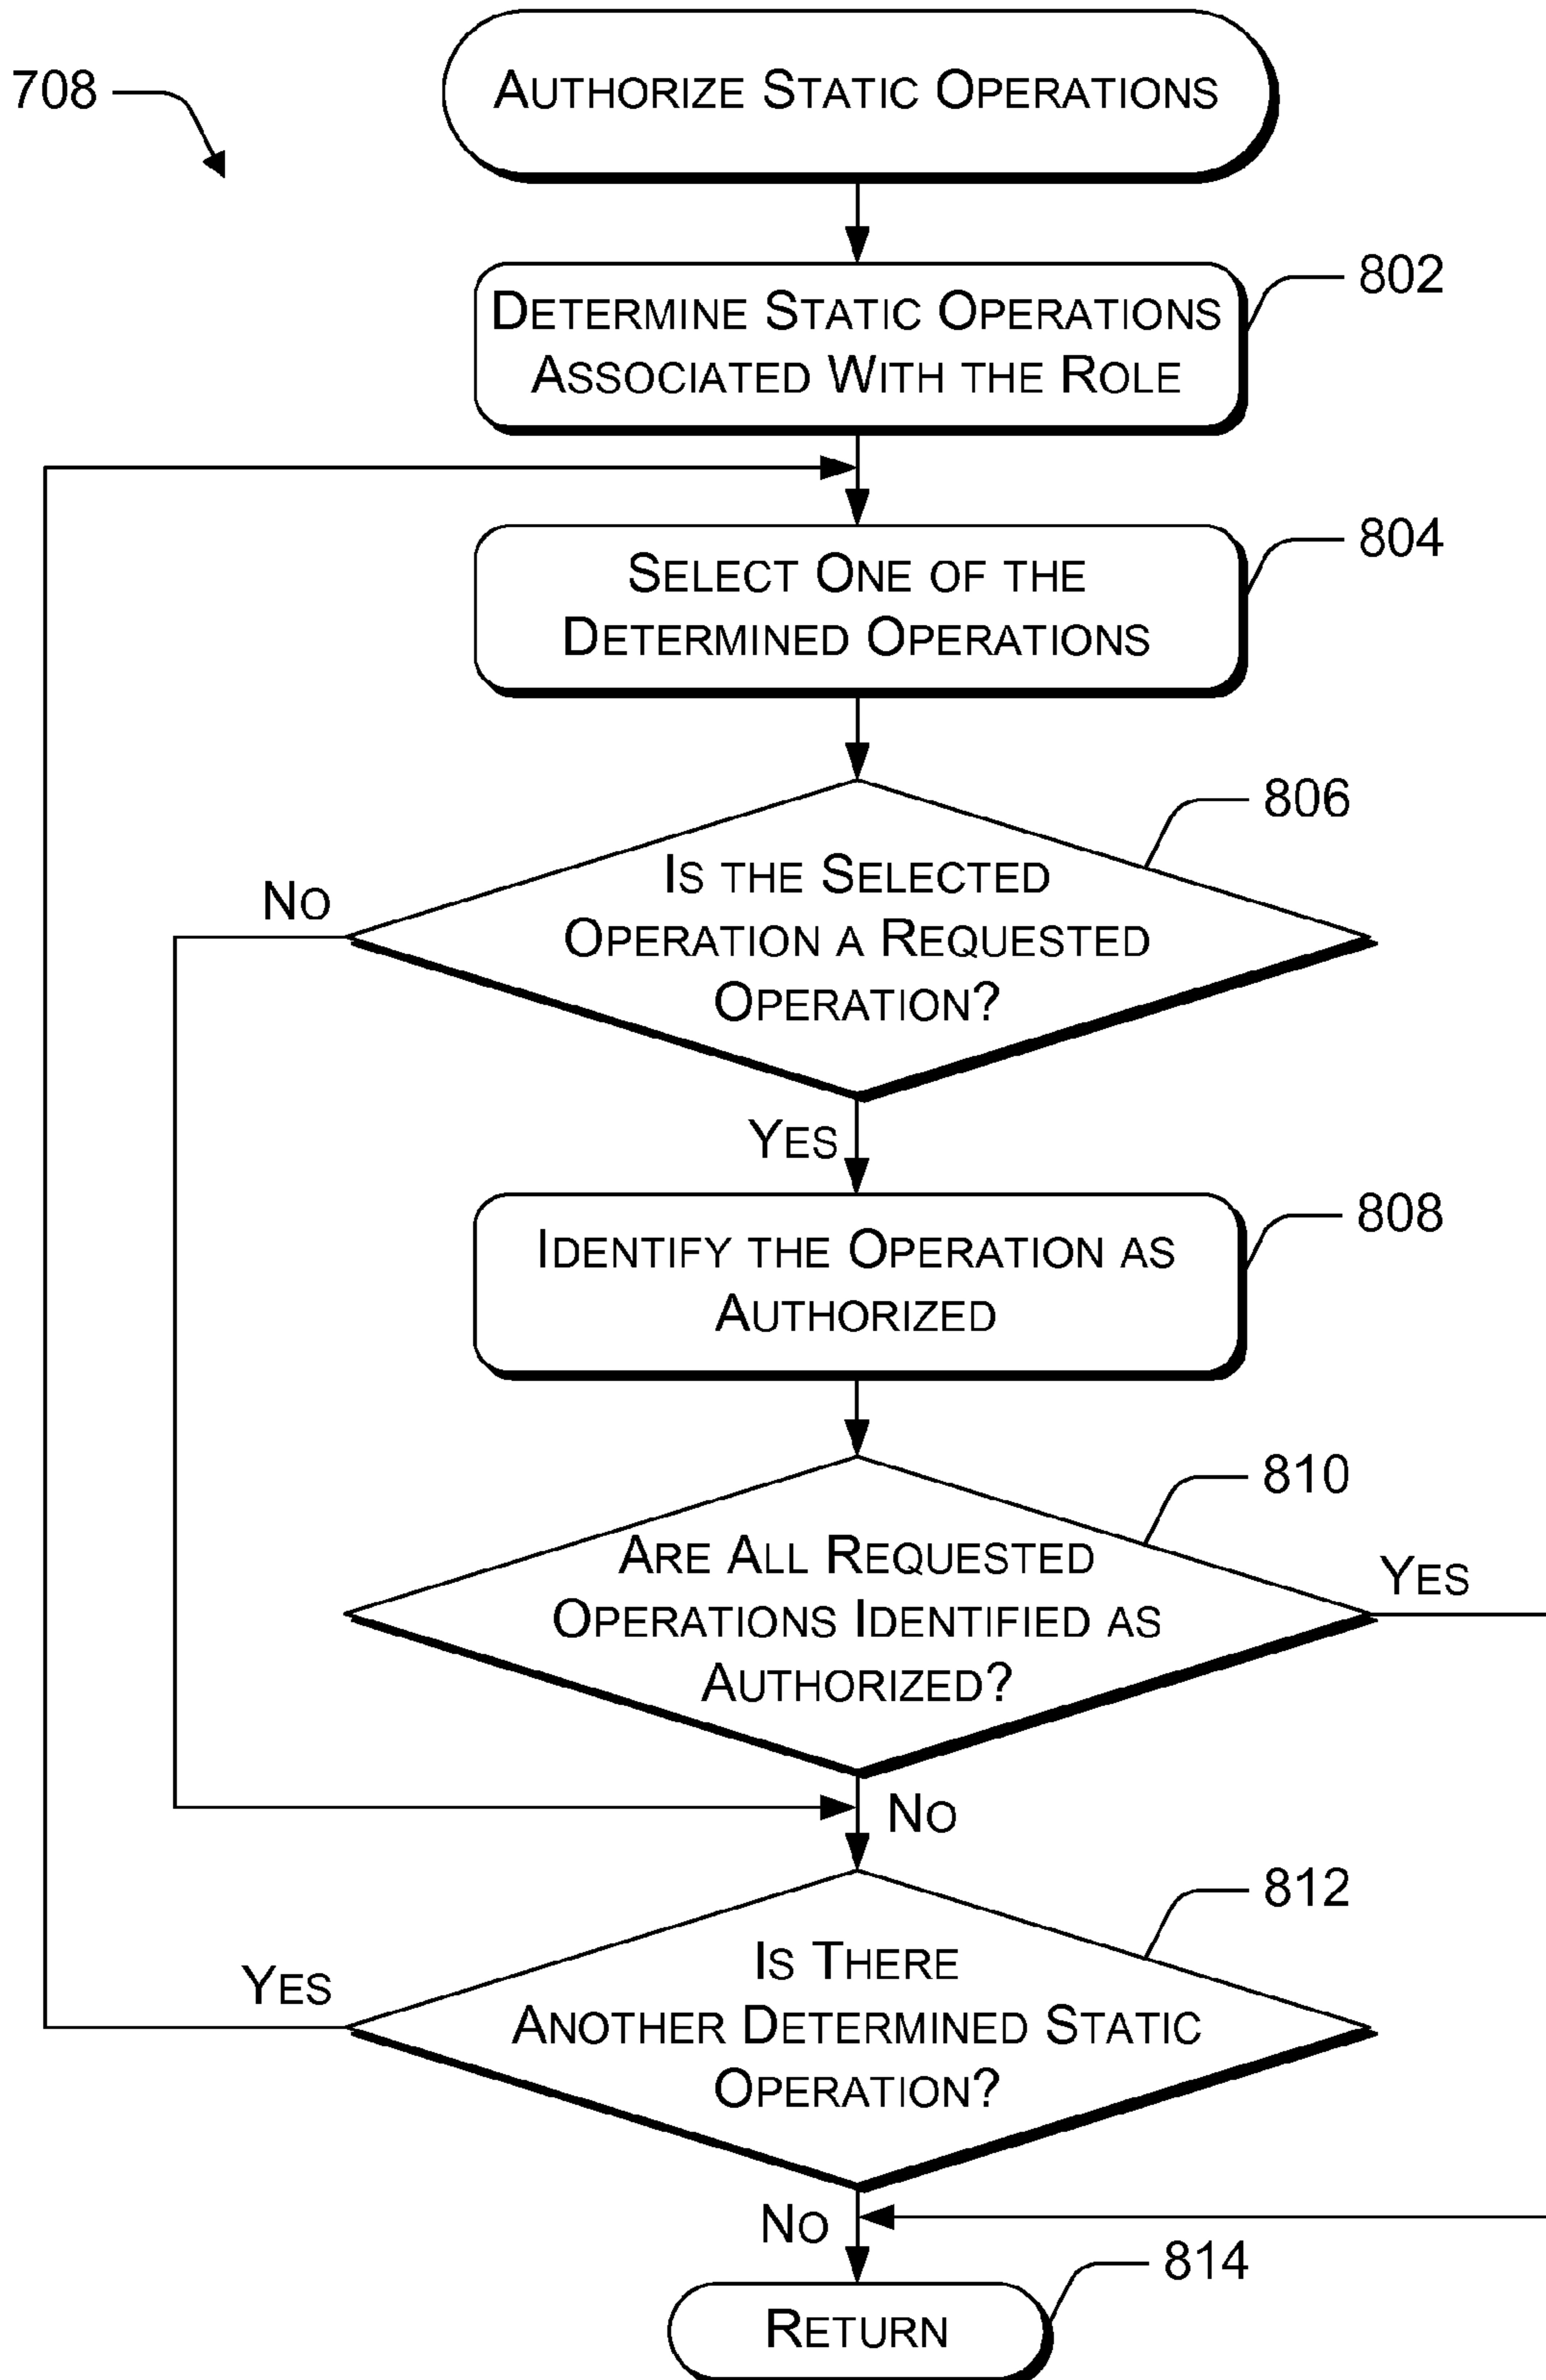 708
AUTHORIZE STATIC OPERATIONS
802
DETERMINE STATIC OPERATIONS
ASSOCIATED WITH THE ROLE
804
SELECT ONE OF THE
DETERMINED OPERATIONS
806
IS THE SELECTED
OPERATION A REQUESTED
OPERATION?
NO
YES
808
IDENTIFY THE OPERATION AS
AUTHORIZED
810
ARE ALL REQUESTED
OPERATIONS IDENTIFIED AS
AUTHORIZED?
YES
NO
812
IS THERE
ANOTHER DETERMINED STATIC
OPERATION?
YES
NO
814
RETURN